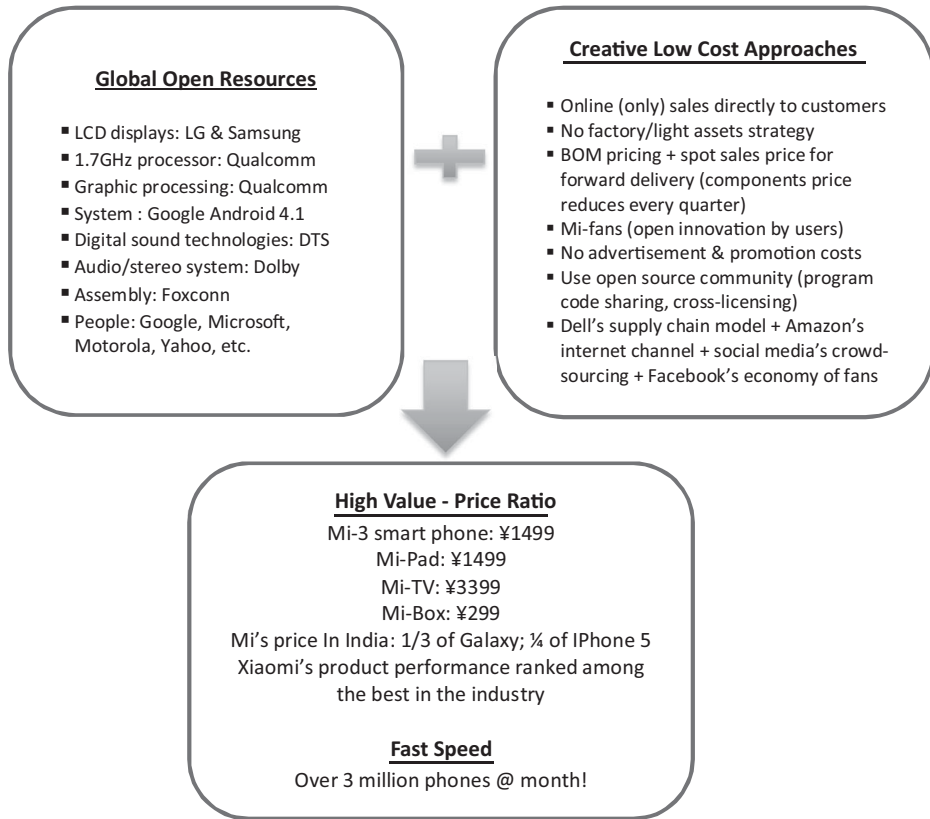 Global Open Resources
▪ LCD displays: LG & Samsung
▪ 1.7GHz processor: Qualcomm
▪ Graphic processing: Qualcomm
▪ System : Google Android 4.1
▪ Digital sound technologies: DTS
▪ Audio/stereo system: Dolby
▪ Assembly: Foxconn
▪ People: Google, Microsoft,
Motorola, Yahoo, etc.
Creative Low Cost Approaches
▪ Online (only) sales directly to customers
▪ No factory/light assets strategy
▪ BOM pricing + spot sales price for
forward delivery (components price
reduces every quarter)
▪ Mi-fans (open innovation by users)
▪ No advertisement & promotion costs
▪ Use open source community (program
code sharing, cross-licensing)
▪ Dell’s supply chain model + Amazon’s
internet channel + social media’s crowd-
sourcing + Facebook’s economy of fans
High Value - Price Ratio
Mi-3 smart phone: ¥1499
Mi-Pad: ¥1499
Mi-TV: ¥3399
Mi-Box: ¥299
Mi’s price In India: 1/3 of Galaxy; ¼ of IPhone 5
Xiaomi’s product performance ranked among
the best in the industry
Fast Speed
Over 3 million phones @ month!